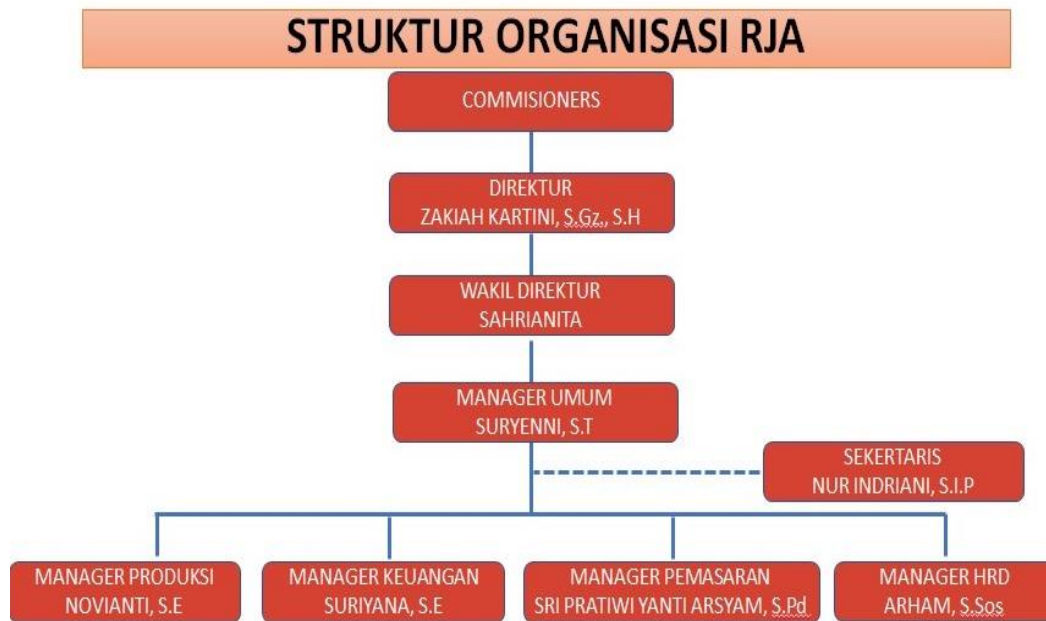 STRUKTUR ORGANISASI RJA
COMMISIONERS
DIREKTUR
ZAKIAH KARTINI, S.Gz., S.H
WAKIL DIREKTUR
SAHRIANITA
MANAGER UMUM
SURYENNI, S.T
SEKERTARIS
NUR INDRIANI, S.I.P
MANAGER PRODUKSI
NOVIANTI, S.E
MANAGER KEUANGAN
SURIYANA, S.E
MANAGER PEMASARAN
SRI PRATIWI YANTI ARSYAM, S.Pd
MANAGER HRD
ARHAM, S.Sos